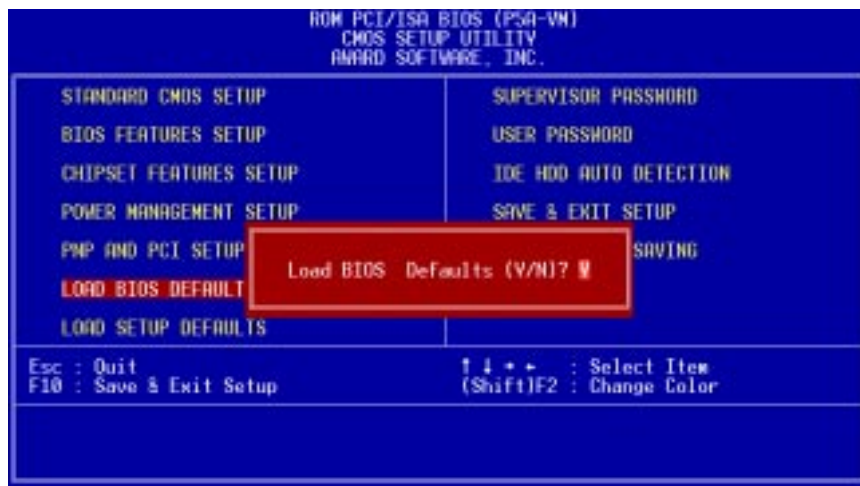 ROM PCI/ISA BIOS (P5A-VM)
CMOS SETUP UTILITY
AWARD SOFTWARE, INC.
STANDARD CMOS SETUP
SUPERVISOR PASSWORD
BIOS FEATURES SETUP
USER PASSWORD
CHIPSET FEATURES SETUP
IDE HDD AUTO DETECTION
POWER MANAGEMENT SETUP
SAVE & EXIT SETUP
PNP AND PCI SETUP
SAVING
Load BIOS Defaults (Y/N)? Y
LOAD BIOS DEFAULT
LOAD SETUP DEFAULTS
Esc : Quit
↑ ↓ → ← : Select Item
F10 : Save & Exit Setup
(Shift)F2 : Change Color